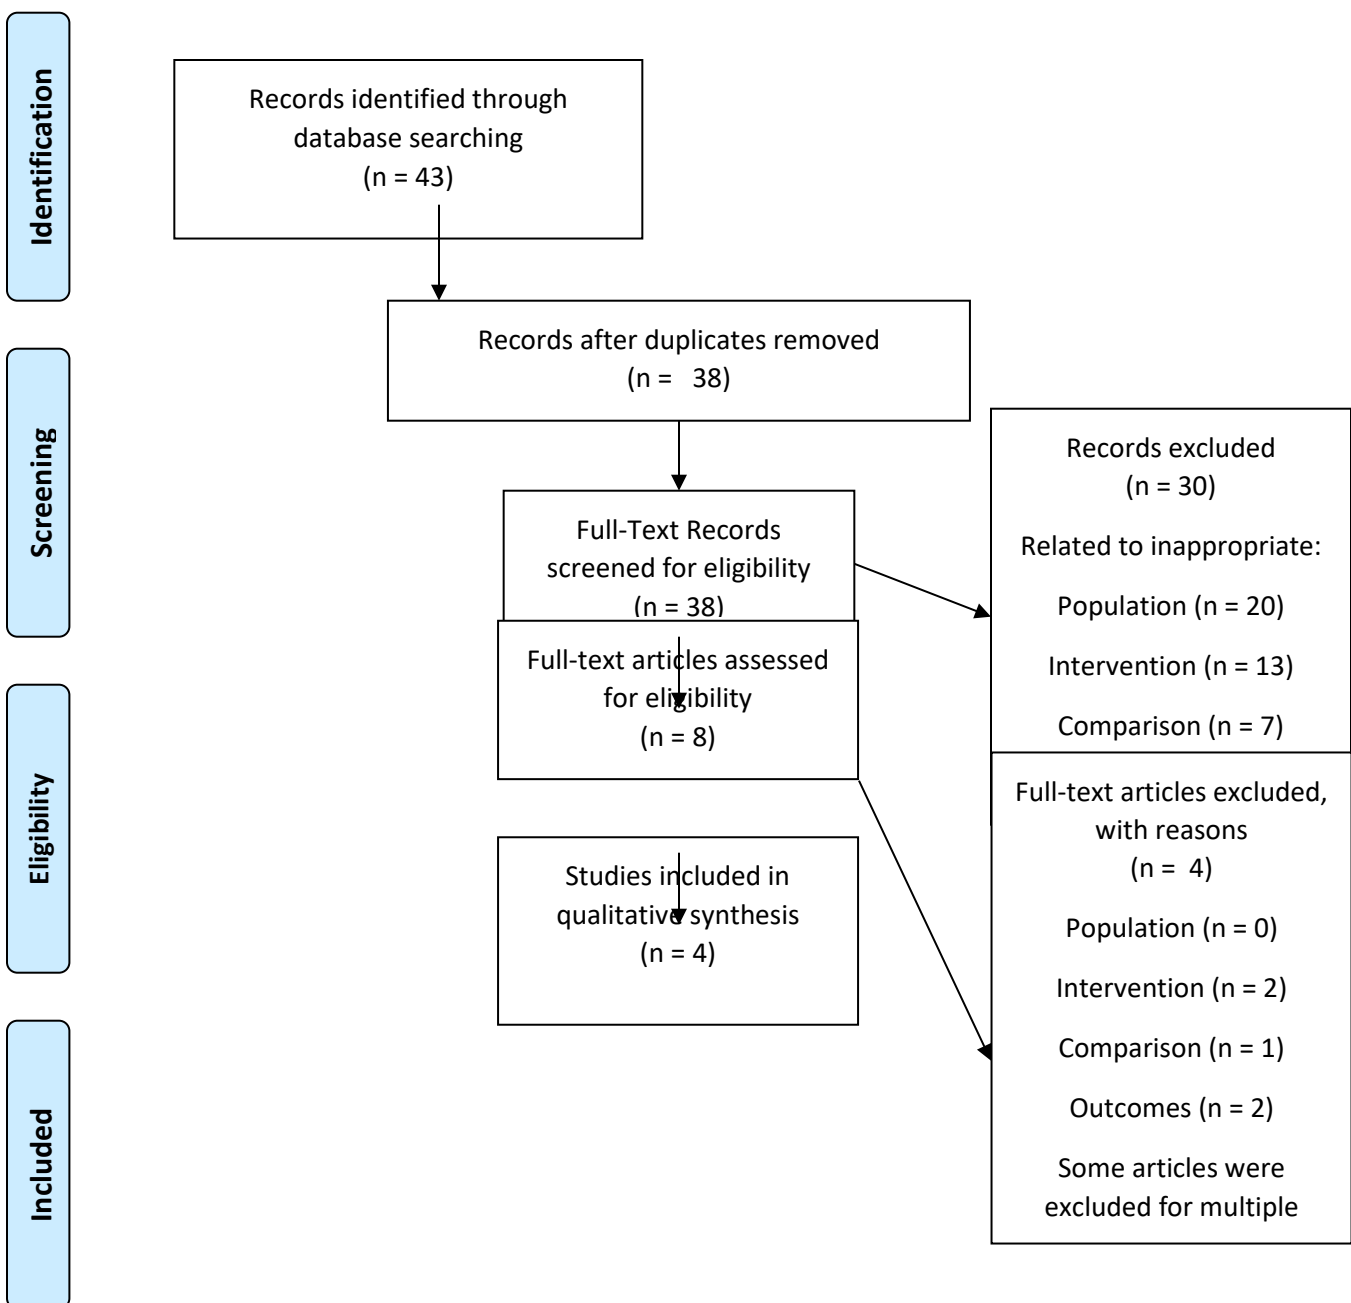 Identification
Records identified through
database searching
(n = 43)
Records after duplicates removed
(n = 38)
Screening
Full-Text Records
screened for eligibility
(n = 38)
Records excluded
(n = 30)
Related to inappropriate:
Population (n = 20)
Intervention (n = 13)
Comparison (n = 7)
Full-text articles assessed
for eligibility
(n = 8)
Eligibility
Full-text articles excluded,
with reasons
(n = 4)
Population (n = 0)
Intervention (n = 2)
Comparison (n = 1)
Outcomes (n = 2)
Some articles were
excluded for multiple
Studies included in
qualitative synthesis
(n = 4)
Included